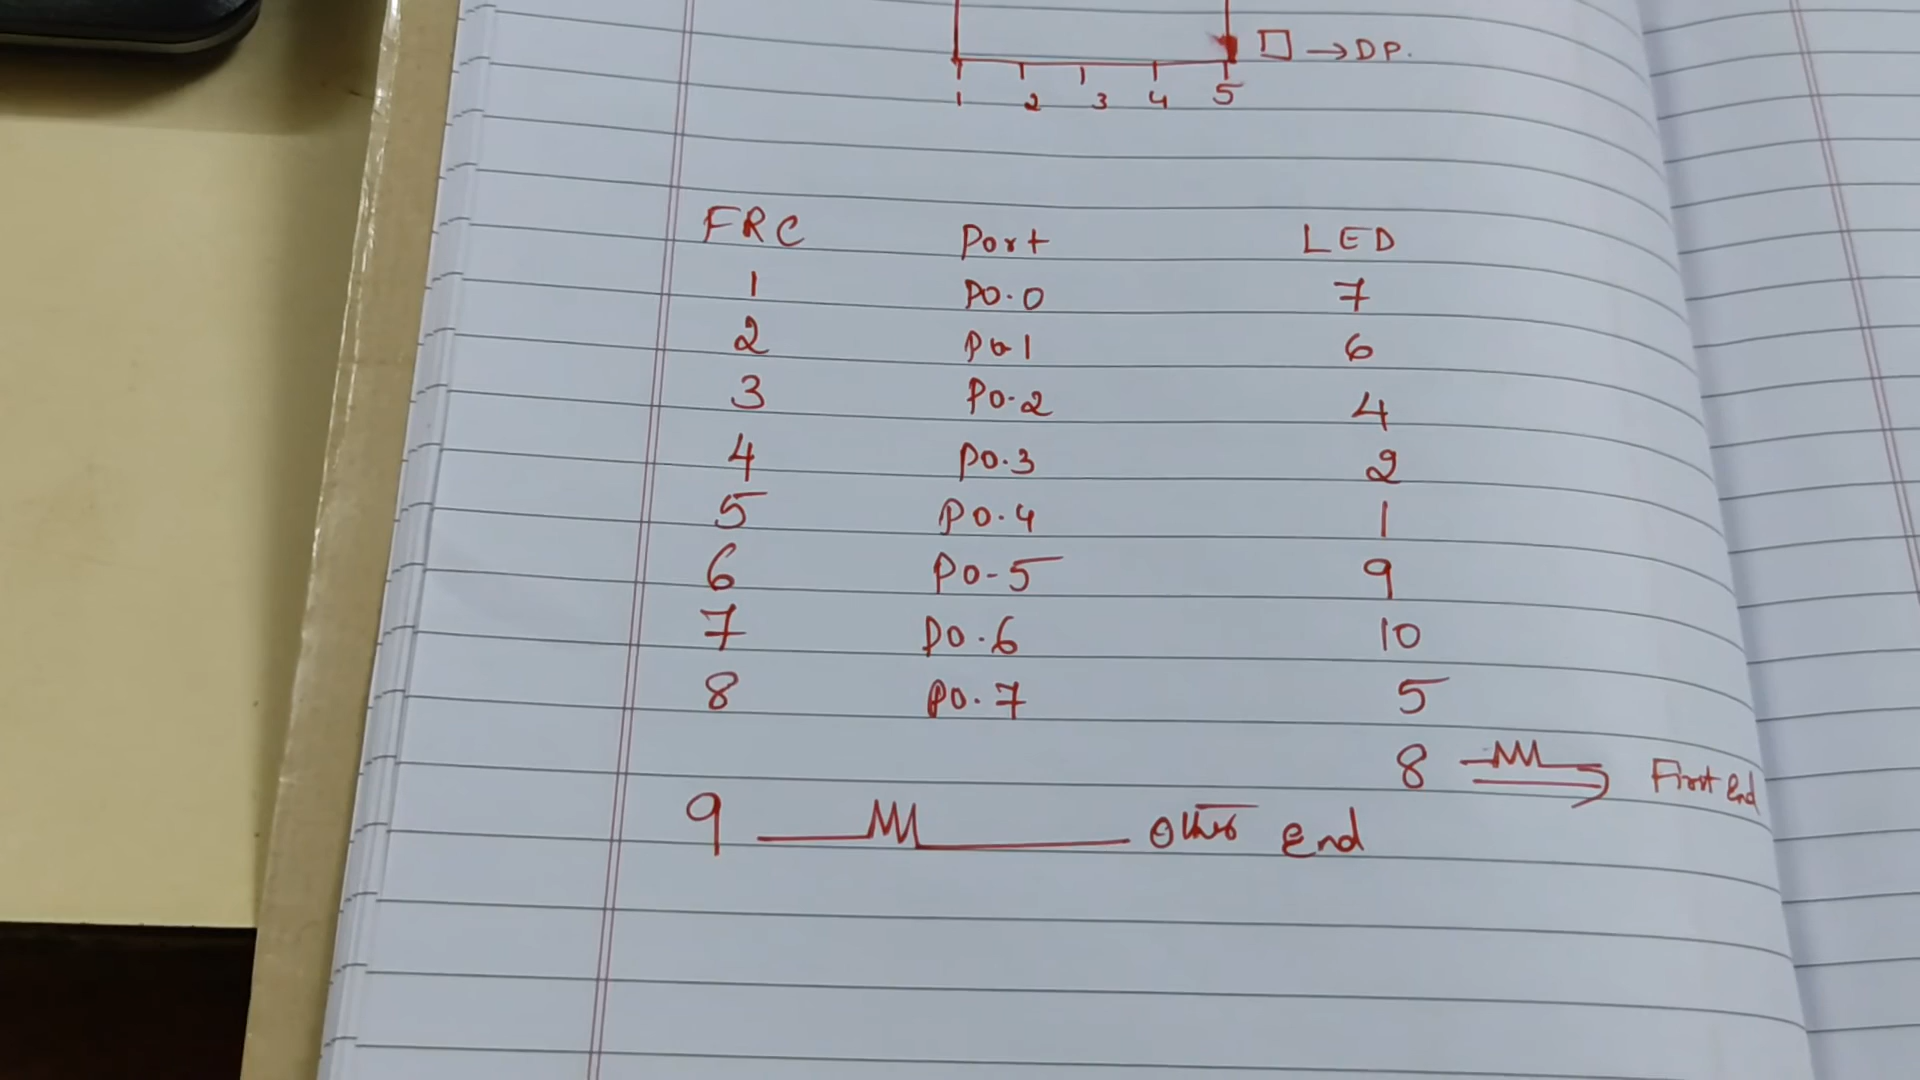 □ → DP.
1 2 3 4 5
FRC Port LED
1 P0.0 7
2 P0.1 6
3 P0.2 4
4 P0.3 2
5 P0.4 1
6 P0-5 9
7 P0.6 10
8 P0.7 5
8 First End
9 other End